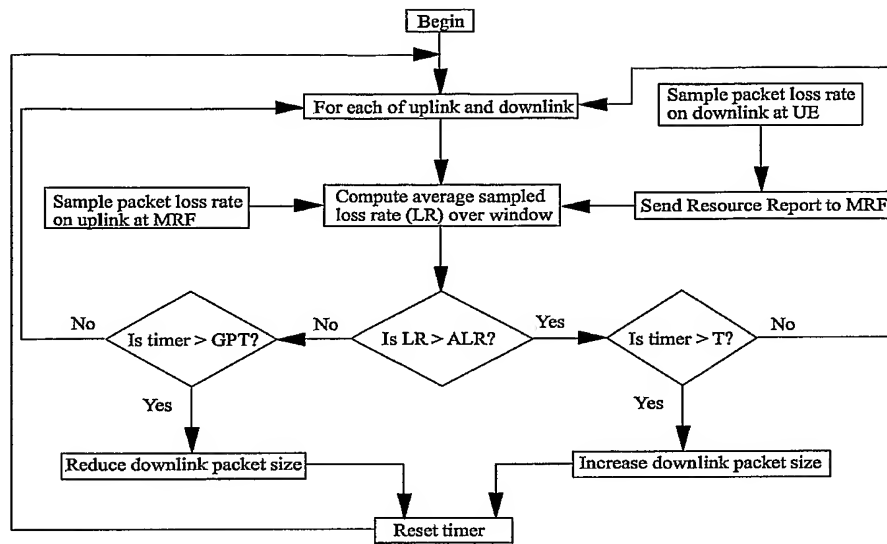 Begin
For each of uplink and downlink
Sample packet loss rate
on downlink at UE
Sample packet loss rate
on uplink at MRF
Compute average sampled
loss rate (LR) over window
Send Resource Report to MRF
No
Is timer > GPT?
No
Is LR > ALR?
Yes
Is timer > T?
No
Yes
Yes
Reduce downlink packet size
Increase downlink packet size
Reset timer